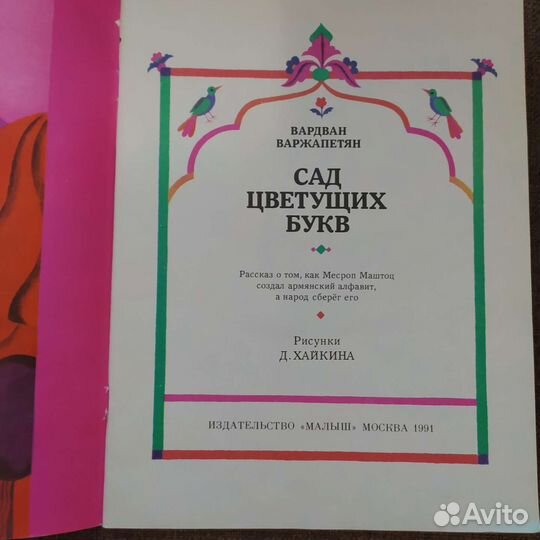 ВАРДВАН
ВАРЖАПЕТЯН
САД
ЦВЕТУЩИХ
БУКВ
Рассказ о том, как Месроп Маштоц
создал армянский алфавит,
а народ сберёг его
Рисунки
Д. ХАЙКИНА
ИЗДАТЕЛЬСТВО «МАЛЫШ» МОСКВА 1991
Avito